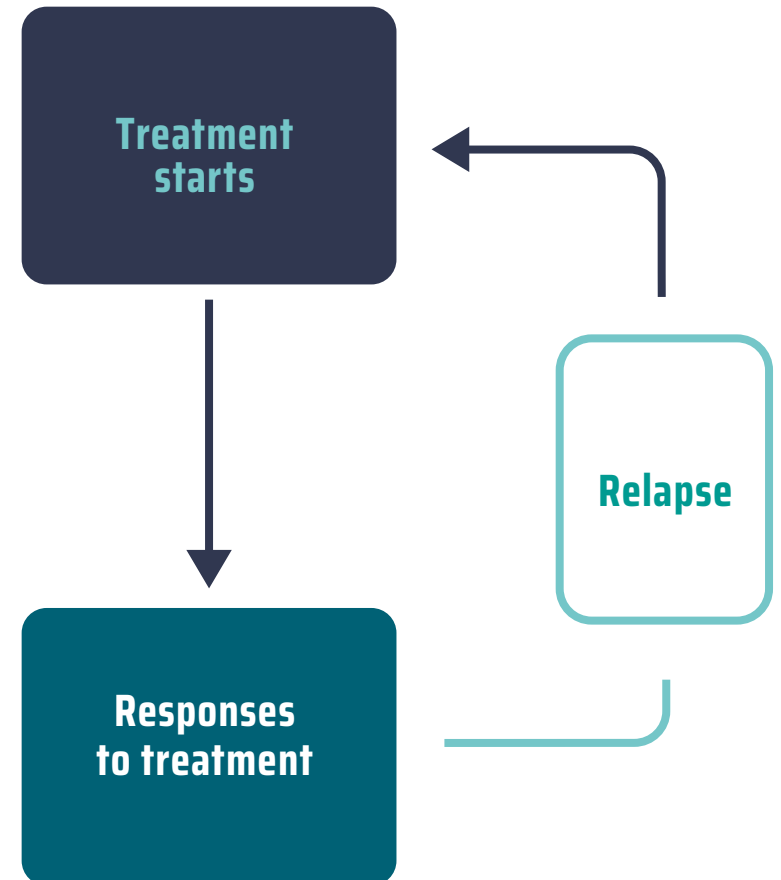 Treatment
starts
Relapse
Responses
to treatment